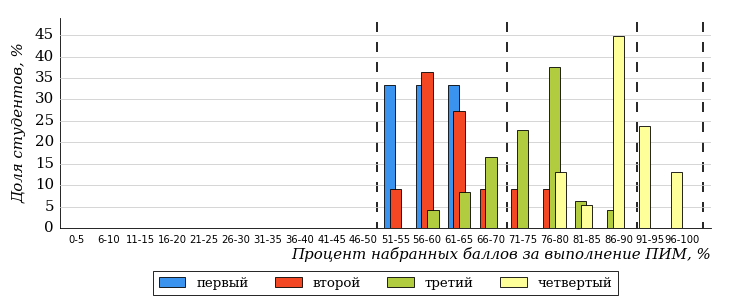 Доля студентов, %
45
40
35
30
25
20
15
10
5
0
0-5 6-10 11-15 16-20 21-25 26-30 31-35 36-40 41-45 46-50 51-55 56-60 61-65 66-70 71-75 76-80 81-85 86-90 91-95 96-100
Процент набранных баллов за выполнение ПИМ, %
первый второй третий четвертый